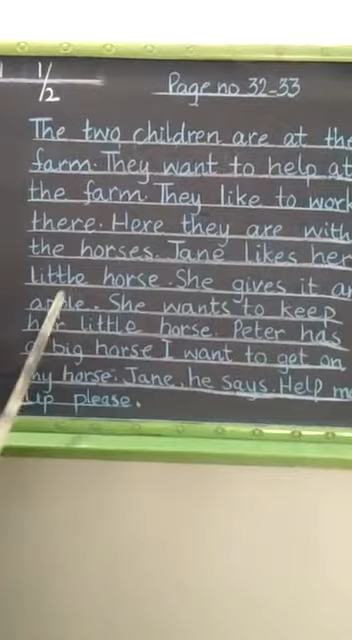 1 1/2
Page no 32-33
The two children are at the
farm. They want to help at
the farm. They like to work
there. Here they are with
the horses. Jane likes her
little horse. She gives it an
apple. She wants to keep
her little horse. Peter has
a big horse I want to get on
my horse. Jane, he says. Help me
up please.